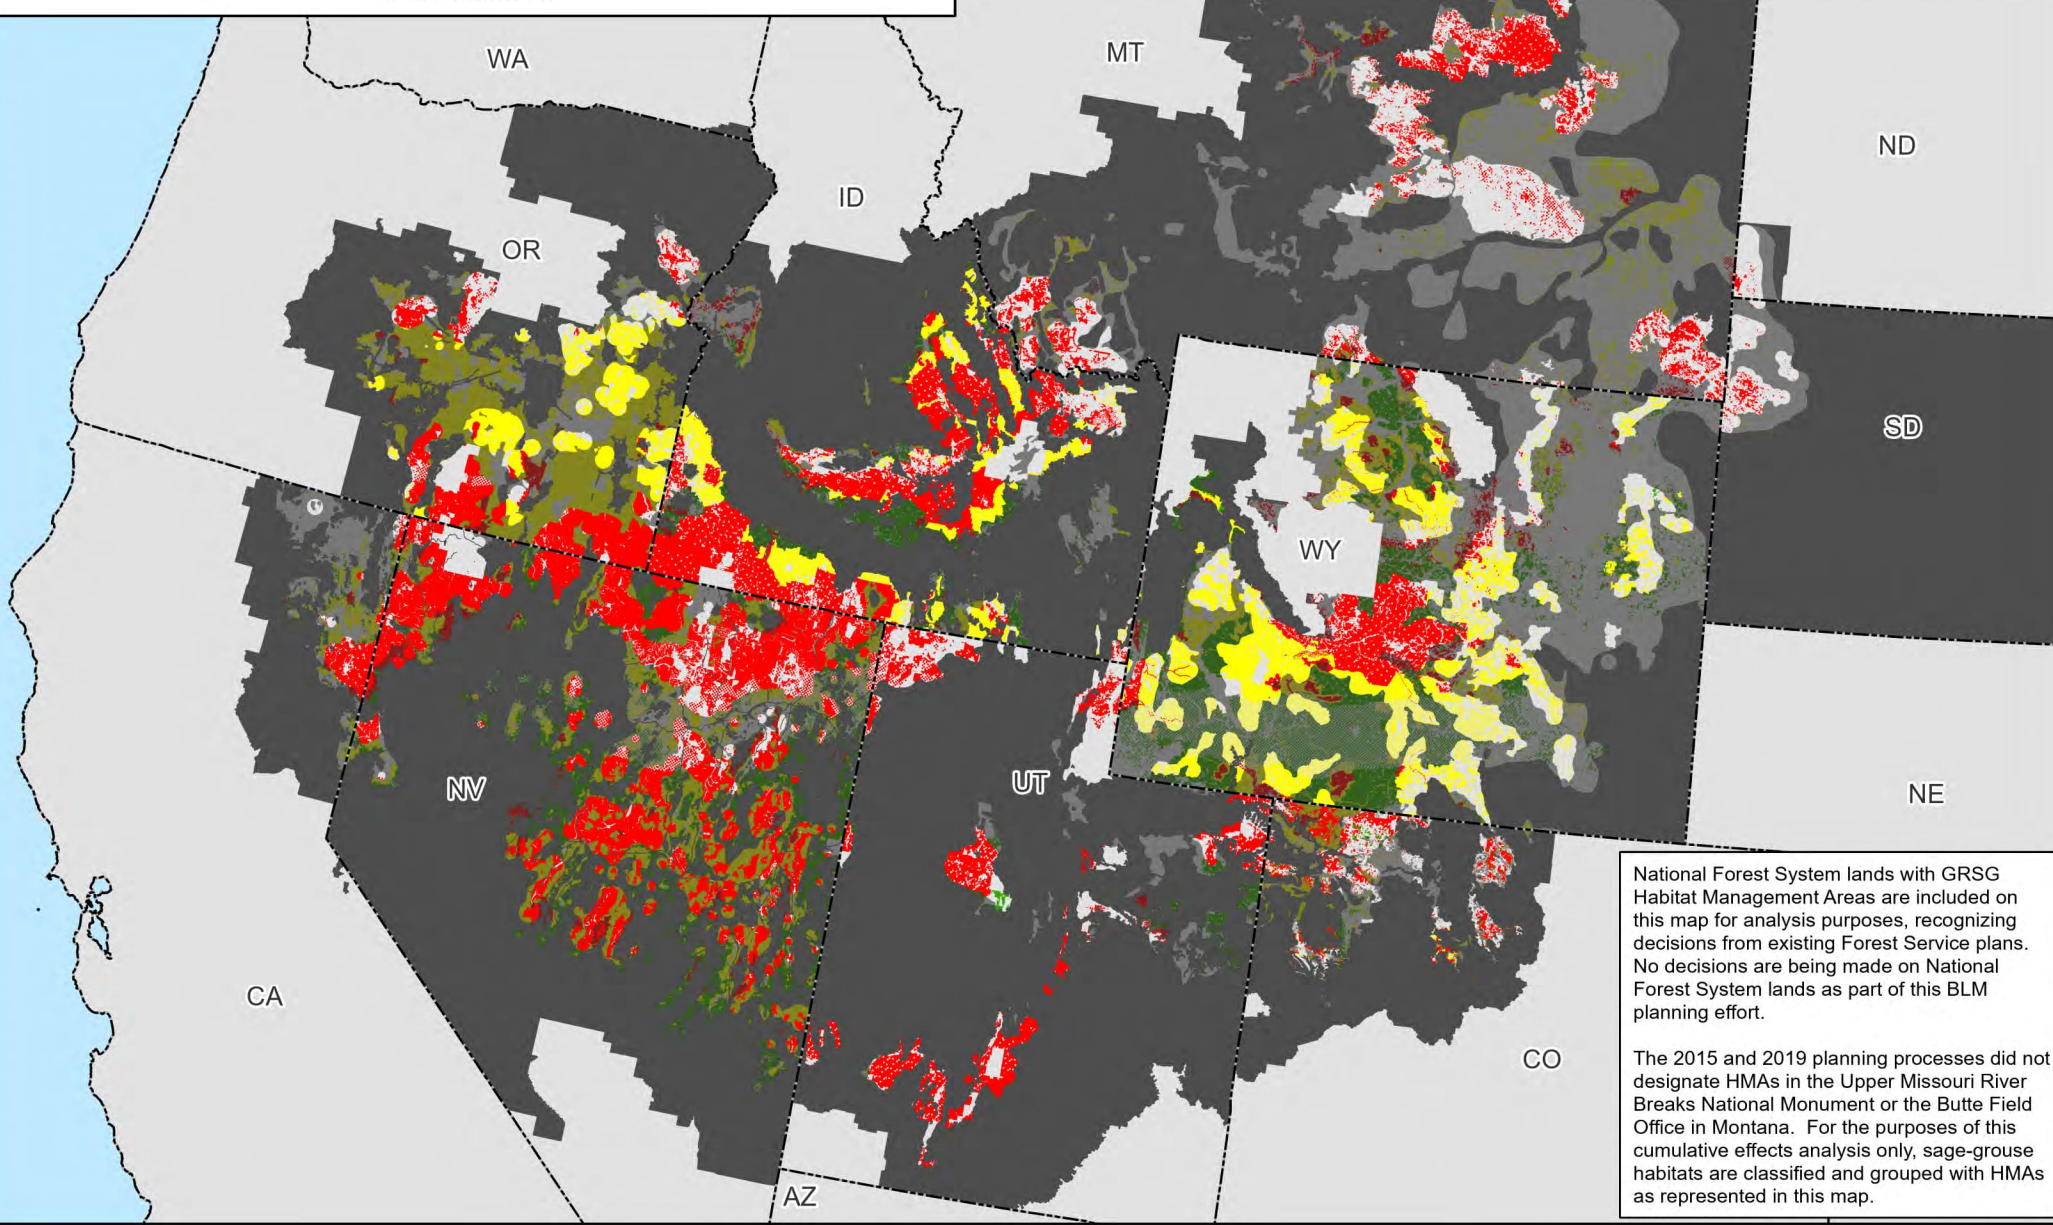 WA
MT
ND
ID
OR
SD
WY
NV
UT
NE
CA
CO
AZ
National Forest System lands with GRSG
Habitat Management Areas are included on
this map for analysis purposes, recognizing
decisions from existing Forest Service plans.
No decisions are being made on National
Forest System lands as part of this BLM
planning effort.
The 2015 and 2019 planning processes did not
designate HMAs in the Upper Missouri River
Breaks National Monument or the Butte Field
Office in Montana. For the purposes of this
cumulative effects analysis only, sage-grouse
habitats are classified and grouped with HMAs
as represented in this map.